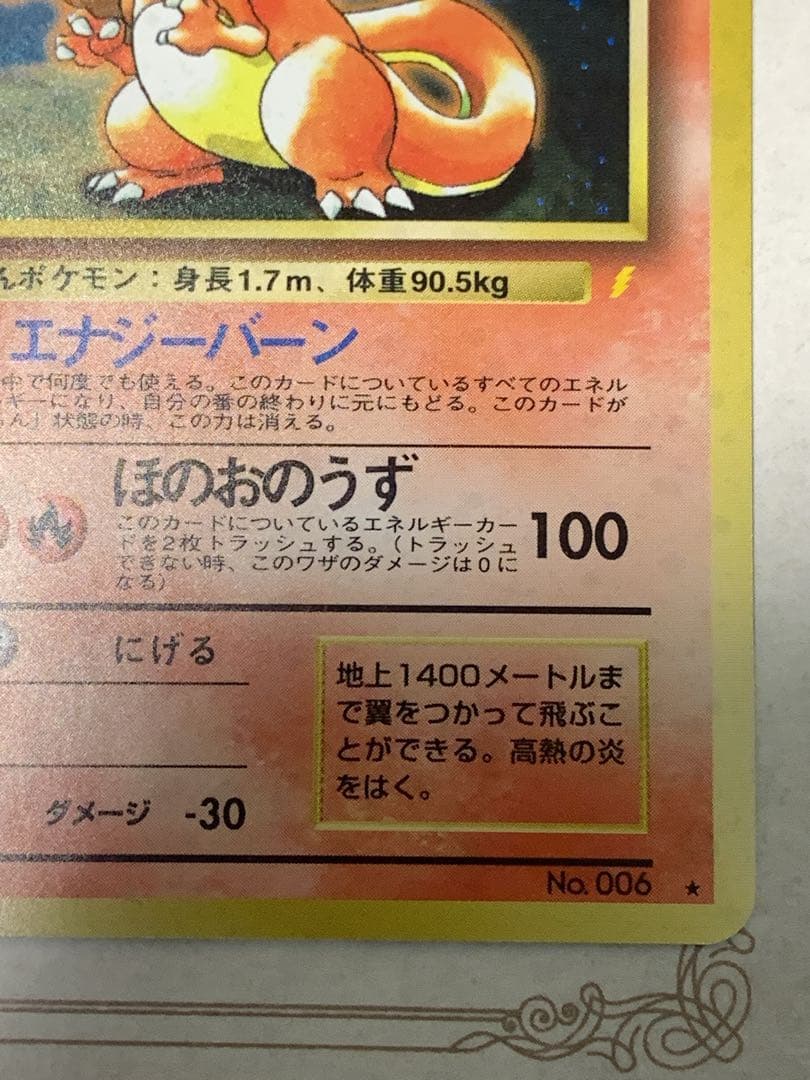 んポケモン：身長1.7m、体重90.5kg
エナジーバーン
中で何度でも使える。このカードについているすべてのエネル
ギーになり、自分の番の終わりに元にもどる。このカードが
ん」状態の時、この力は消える。
ほのおのうず
100
このカードについているエネルギーカー
ドを2枚トラッシュする。（トラッシュ
できない時、このワザのダメージは0に
なる）
にげる
地上1400メートルま
で翼をつかって飛ぶこ
とができる。高熱の炎
をはく。
ダメージ -30
No. 006 ★